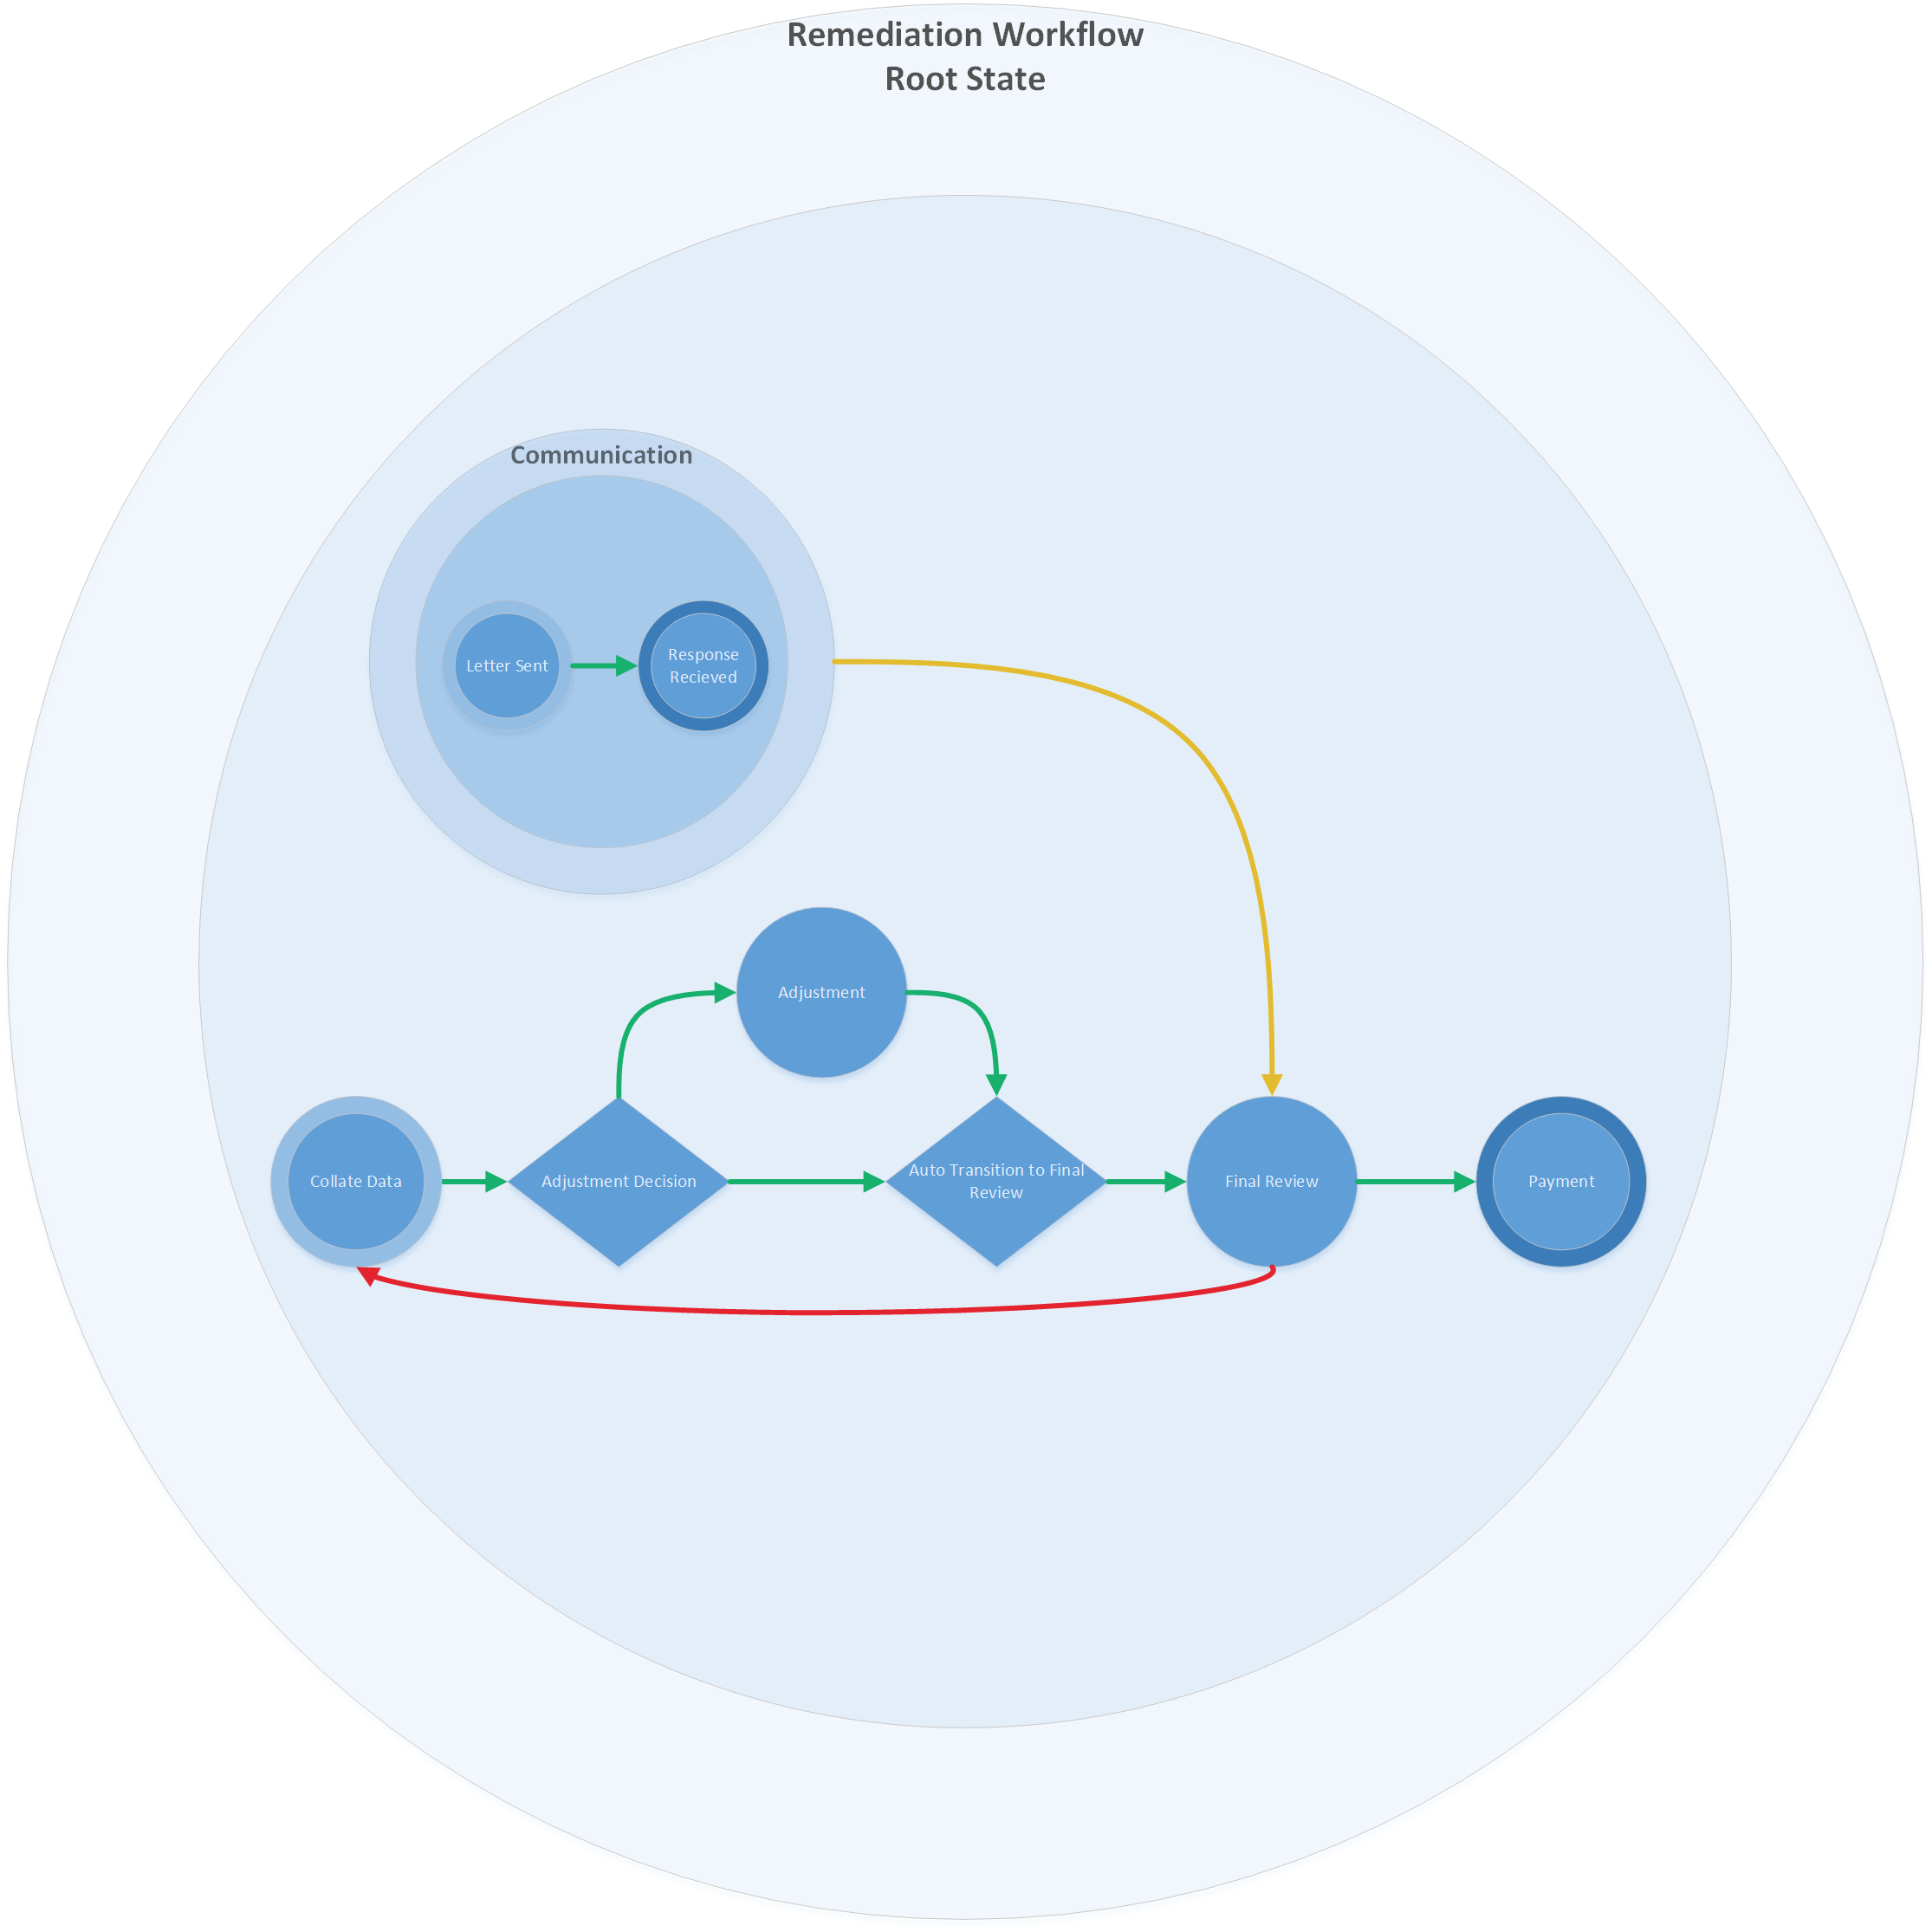 Remediation Workflow
Root State
Communication
Letter Sent
Response
Recieved
Adjustment
Collate Data
Adjustment Decision
Auto Transition to Final
Review
Final Review
Payment